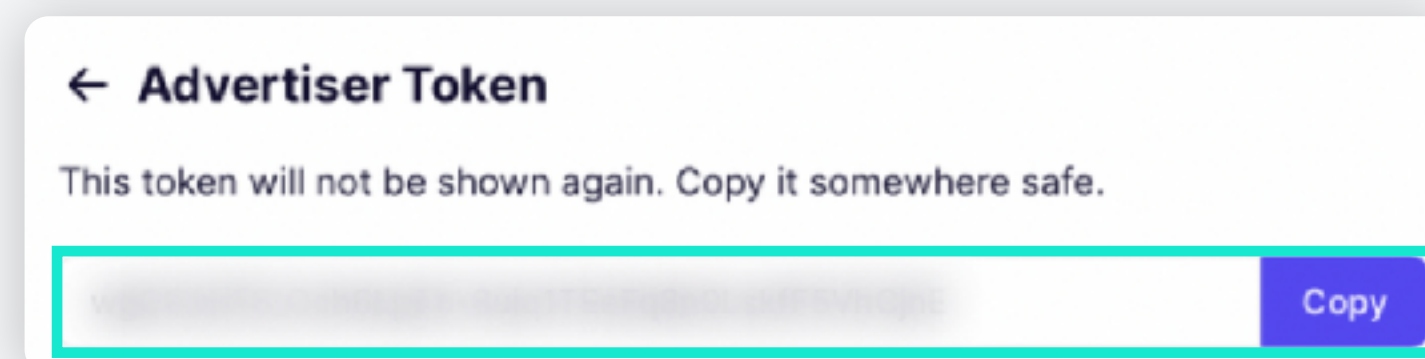 ← Advertiser Token
This token will not be shown again. Copy it somewhere safe.
Copy